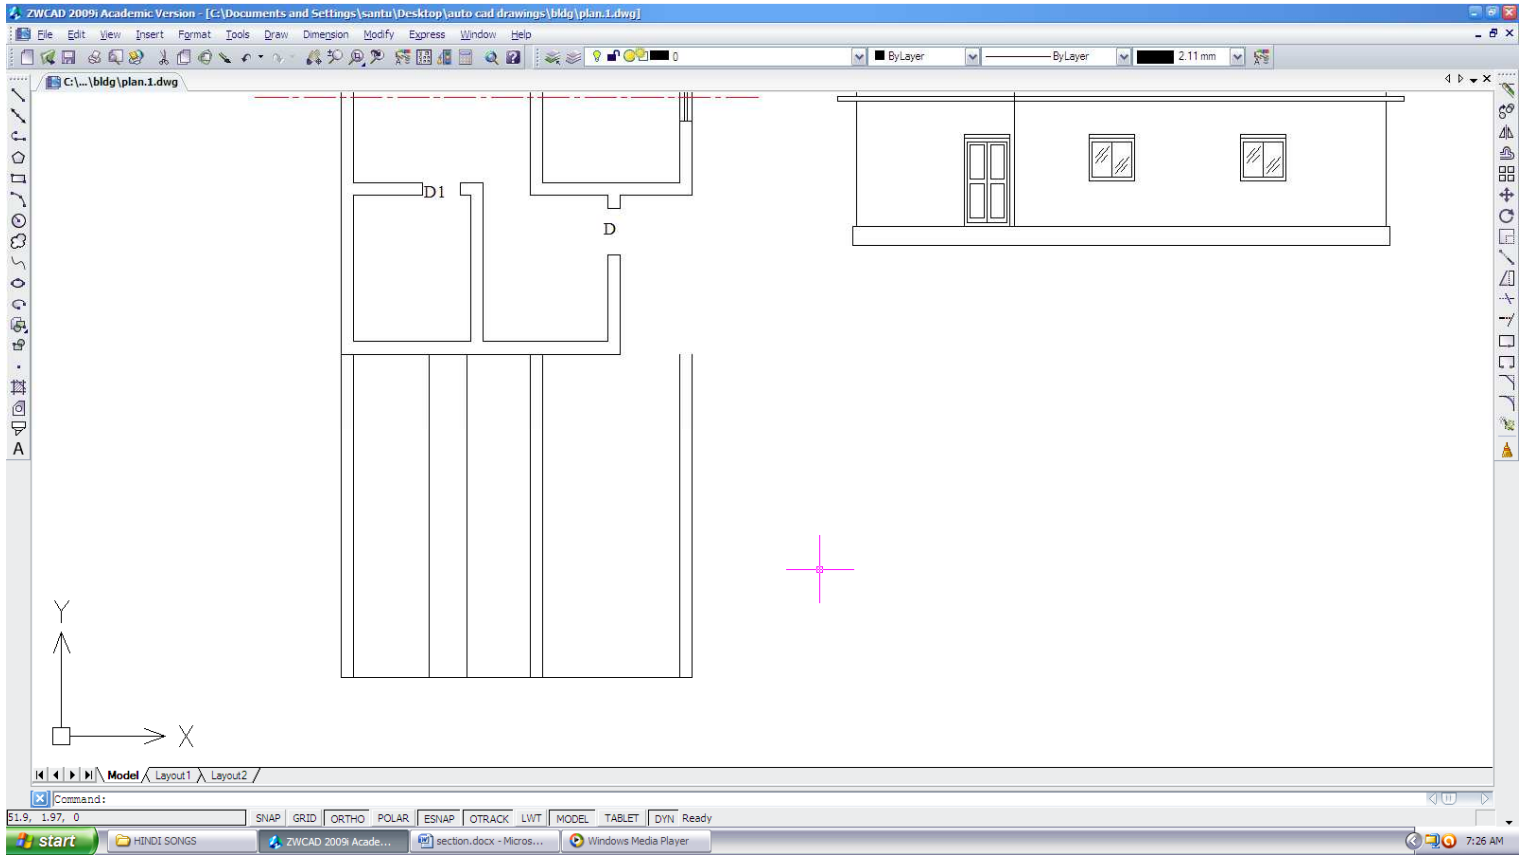 ZWCAD 2009i Academic Version - [C:\Documents and Settings\santu\Desktop\auto cad drawings\bldg\plan.1.dwg]
File Edit View Insert Format Tools Draw Dimension Modify Express Window Help
0 ByLayer ByLayer 2.11 mm
C:\...\bldg\plan.1.dwg
D1
D
Y
X
A
Model Layout1 Layout2
Command:
51.9, 1.97, 0 SNAP GRID ORTHO POLAR ESNAP OTRACK LWT MODEL TABLET DYN Ready
start HINDI SONGS ZWCAD 2009i Acade... section.docx - Micros... Windows Media Player 7:26 AM